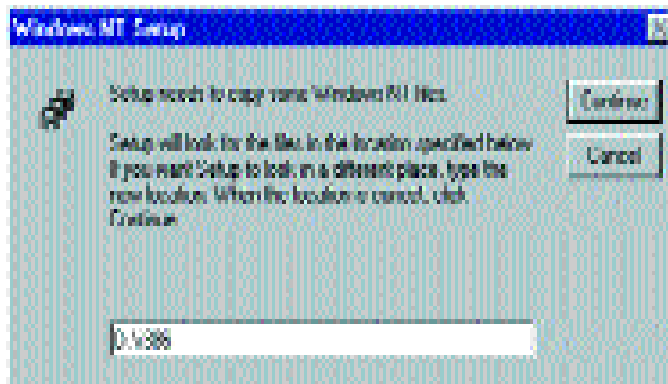 Windows NT Setup
Setup needs to copy some Windows NT files.
Setup will look for the files in the location specified below.
If you want Setup to look in a different place, type the
new location. When the location is correct, click
Continue.
Continue
Cancel
D:\i386